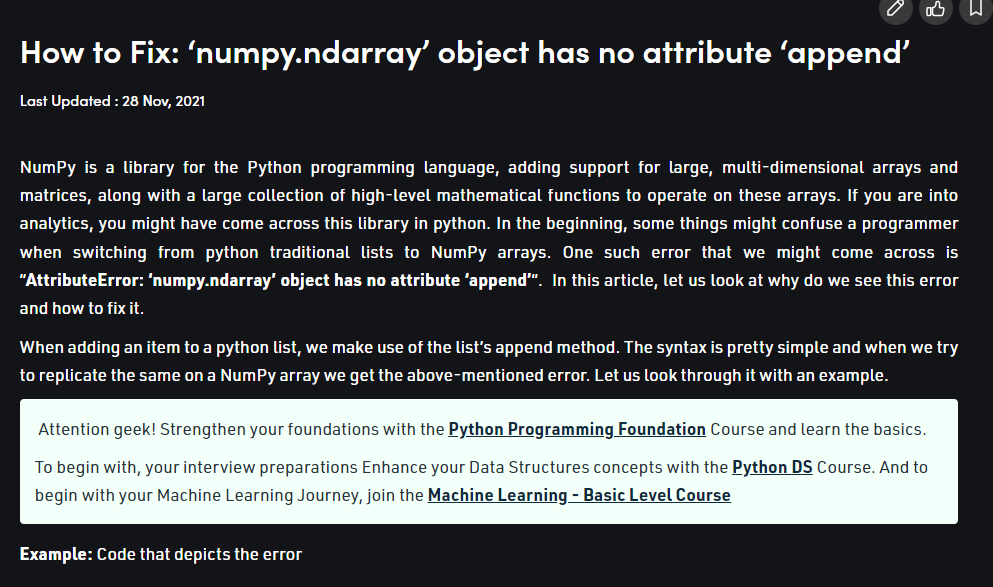 How to Fix: ‘numpy.ndarray’ object has no attribute ‘append’
Last Updated : 28 Nov, 2021
NumPy is a library for the Python programming language, adding support for large, multi-dimensional arrays and
matrices, along with a large collection of high-level mathematical functions to operate on these arrays. If you are into
analytics, you might have come across this library in python. In the beginning, some things might confuse a programmer
when switching from python traditional lists to NumPy arrays. One such error that we might come across is
“AttributeError: ‘numpy.ndarray’ object has no attribute ‘append’“. In this article, let us look at why do we see this error
and how to fix it.
When adding an item to a python list, we make use of the list’s append method. The syntax is pretty simple and when we try
to replicate the same on a NumPy array we get the above-mentioned error. Let us look through it with an example.
Attention geek! Strengthen your foundations with the Python Programming Foundation Course and learn the basics.
To begin with, your interview preparations Enhance your Data Structures concepts with the Python DS Course. And to
begin with your Machine Learning Journey, join the Machine Learning - Basic Level Course
Example: Code that depicts the error